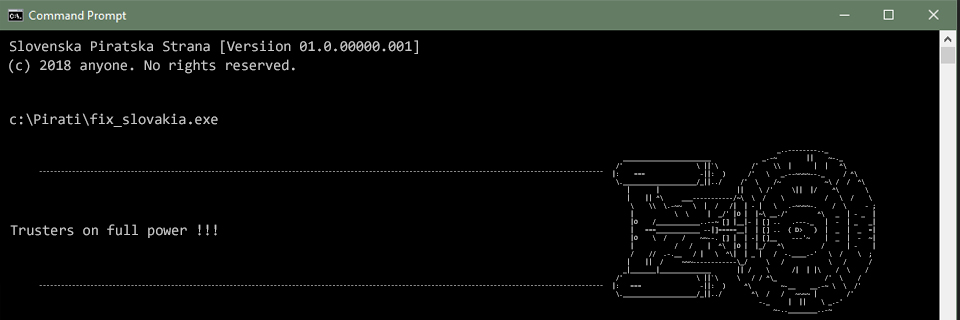 Command Prompt
Slovenska Piratska Strana [Versiion 01.0.00000.001]
(c) 2018 anyone. No rights reserved.
c:\Pirati\fix_slovakia.exe
Trusters on full power !!!